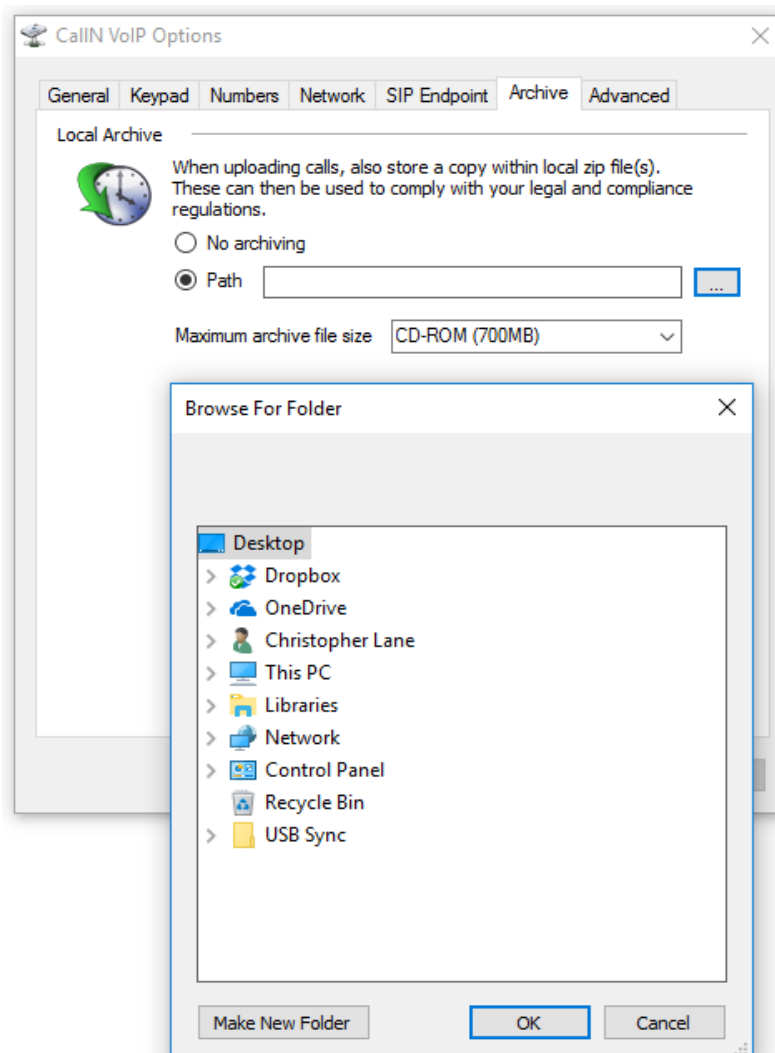 CallN VoIP Options
General Keypad Numbers Network SIP Endpoint Archive Advanced
Local Archive
When uploading calls, also store a copy within local zip file(s).
These can then be used to comply with your legal and compliance
regulations.
No archiving
Path ...
Maximum archive file size CD-ROM (700MB)
Browse For Folder
Desktop
Dropbox
OneDrive
Christopher Lane
This PC
Libraries
Network
Control Panel
Recycle Bin
USB Sync
Make New Folder OK Cancel